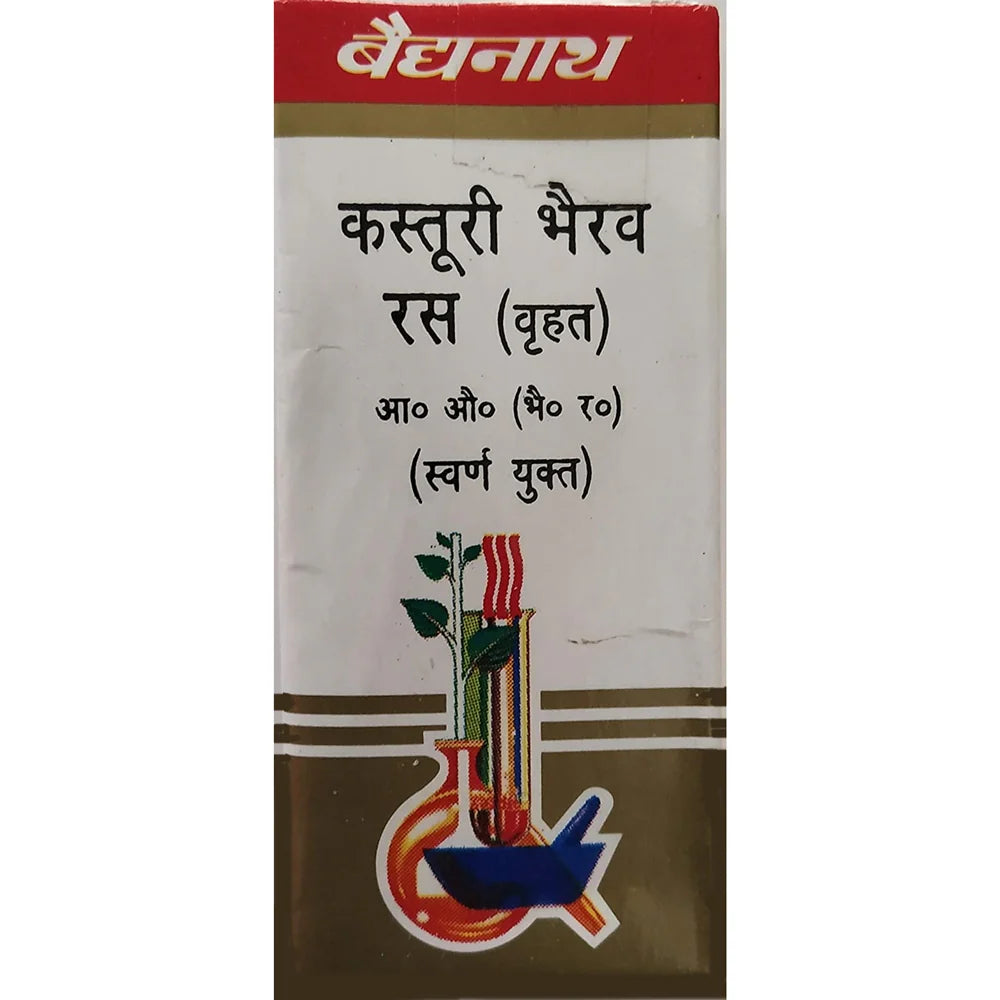 बैद्यनाथ
कस्तूरी भैरव
रस (वृहत)
आ० औ० (भै० र०)
(स्वर्ण युक्त)